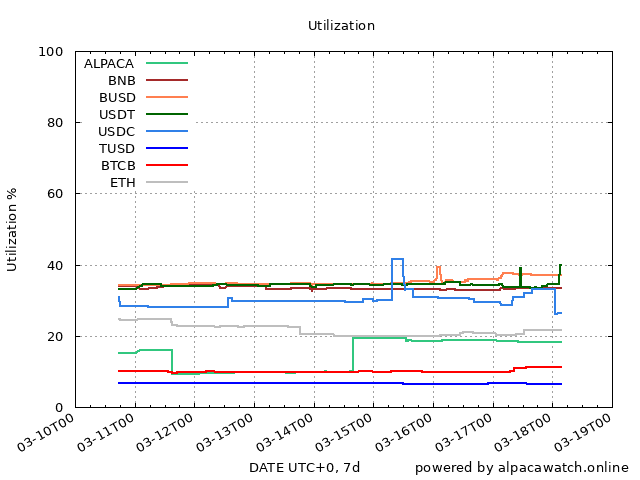 Utilization
100
80
60
40
20
0
Utilization %
ALPACA
BNB
BUSD
USDT
USDC
TUSD
BTCB
ETH
03-10T00
03-11T00
03-12T00
03-13T00
03-14T00
03-15T00
03-16T00
03-17T00
03-18T00
03-19T00
DATE UTC+0, 7d
powered by alpacawatch.online